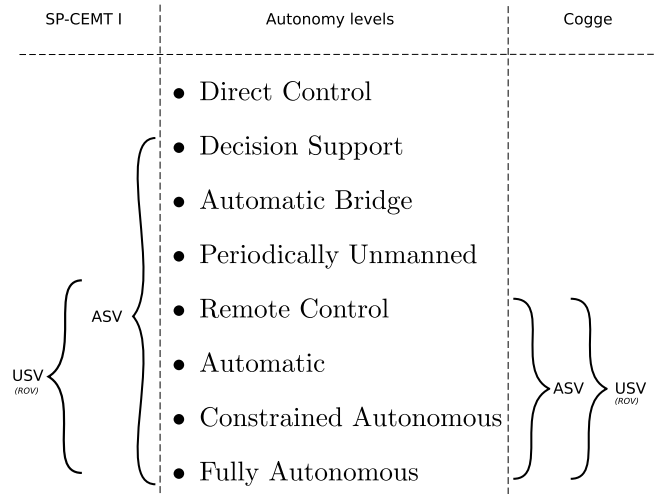 SP-CEMT I Autonomy levels Cogge
• Direct Control
• Decision Support
• Automatic Bridge
• Periodically Unmanned
• Remote Control
ASV
• Automatic
USV
(ROV)
ASV
USV
(ROV)
• Constrained Autonomous
• Fully Autonomous